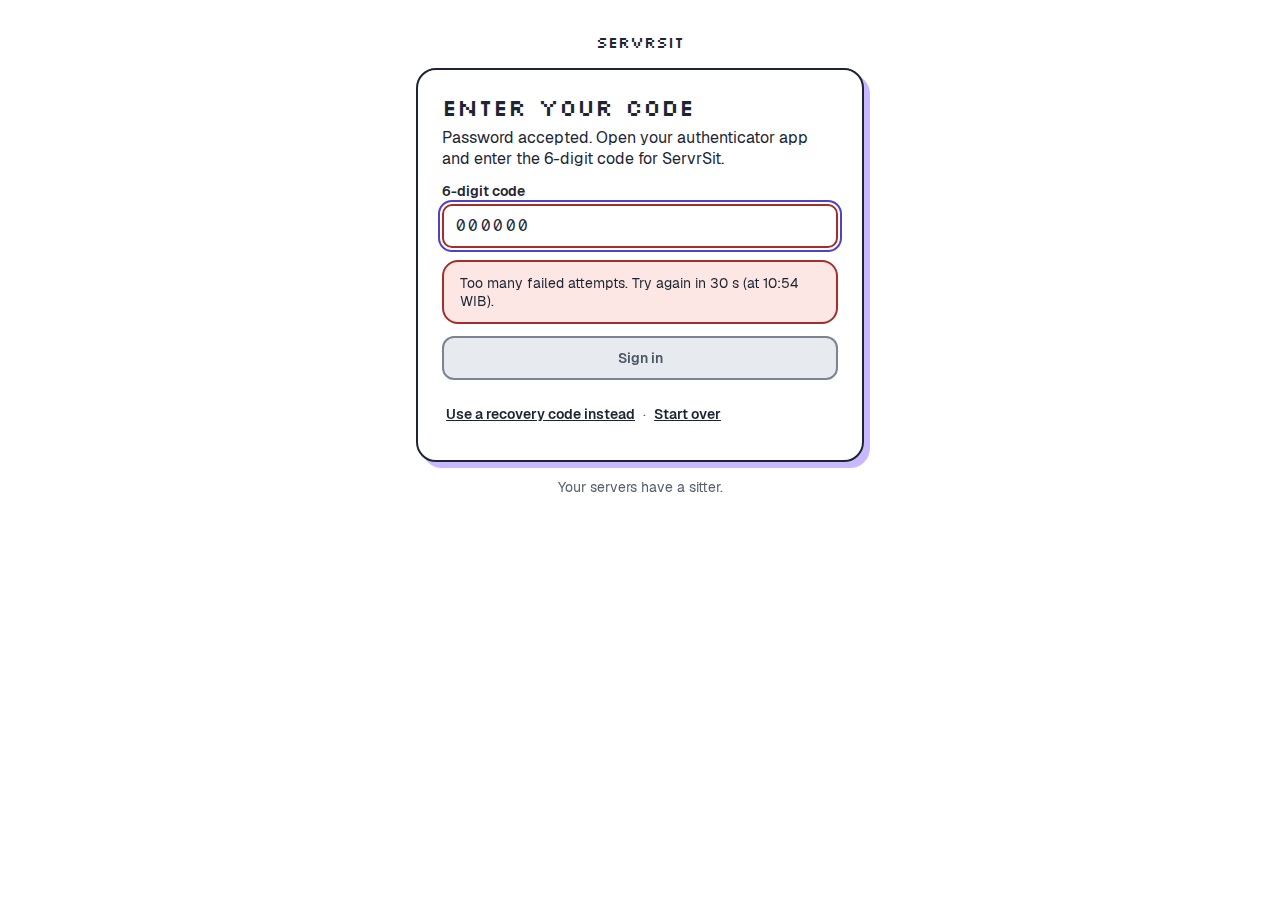 SERVRSIT
ENTER YOUR CODE
Password accepted. Open your authenticator app
and enter the 6-digit code for ServrSit.
6-digit code
000000
Too many failed attempts. Try again in 30 s (at 10:54
WIB).
Sign in
Use a recovery code instead · Start over
Your servers have a sitter.